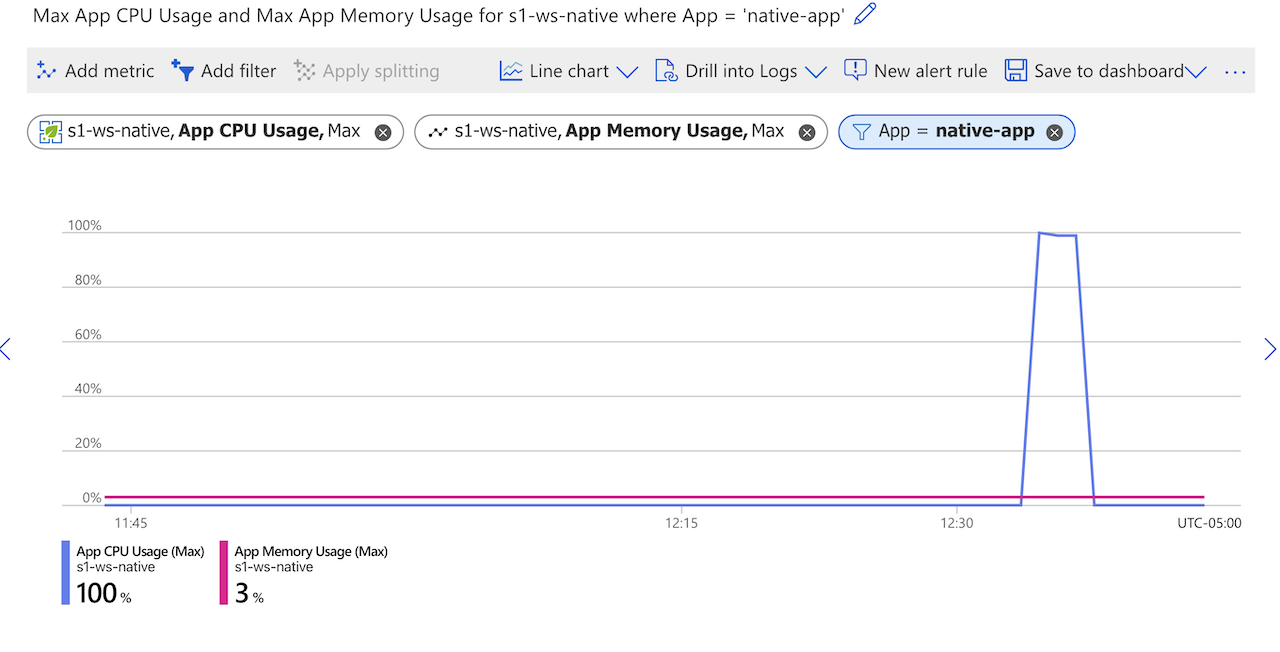 Max App CPU Usage and Max App Memory Usage for s1-ws-native where App = 'native-app'
Add metric Add filter Apply splitting Line chart Drill into Logs New alert rule Save to dashboard ...
s1-ws-native, App CPU Usage, Max s1-ws-native, App Memory Usage, Max App = native-app
100%
80%
60%
40%
20%
0%
11:45 12:15 12:30 UTC-05:00
App CPU Usage (Max) App Memory Usage (Max)
s1-ws-native s1-ws-native
100 % 3 %